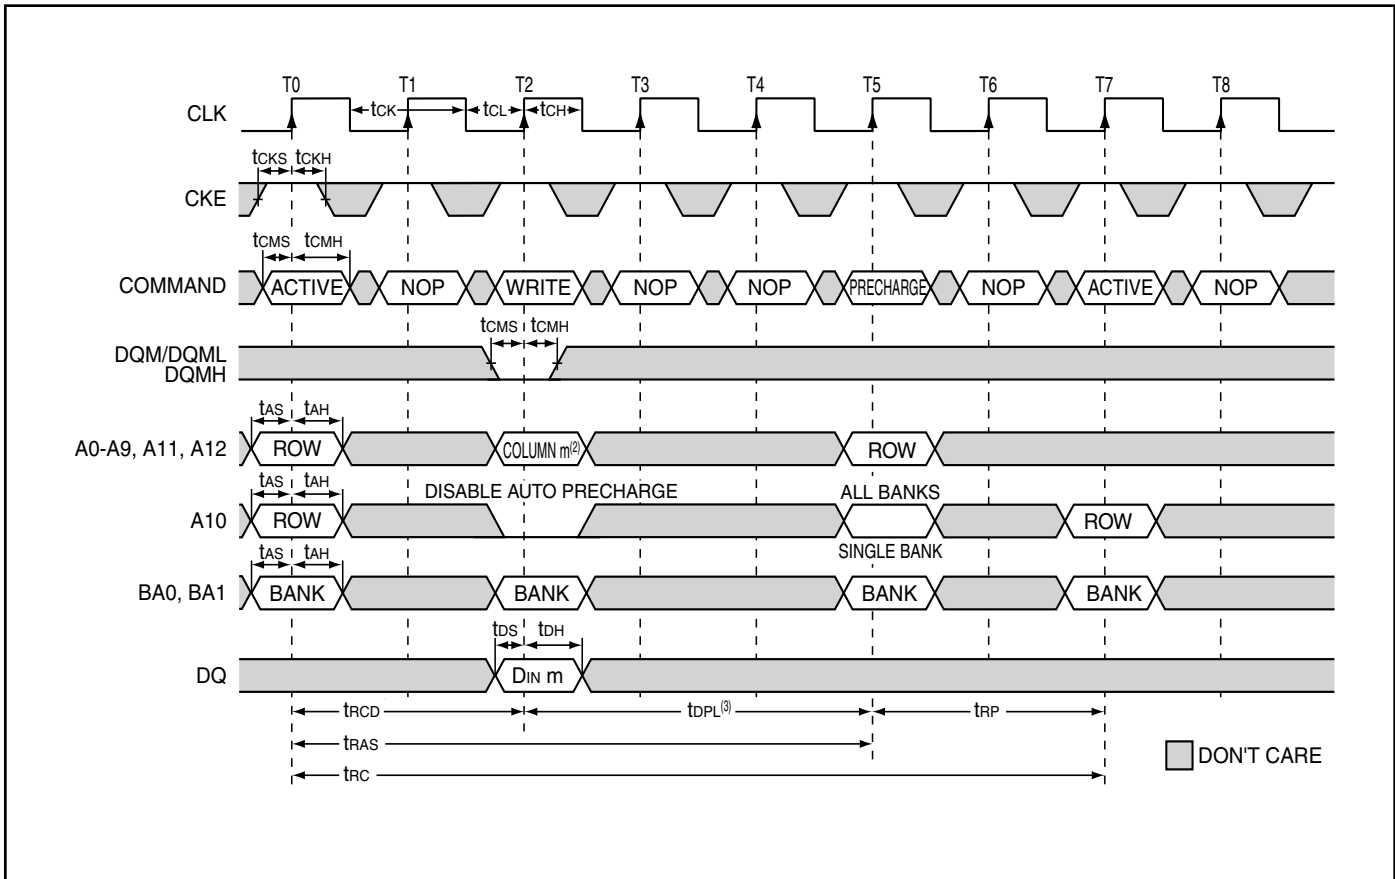 T0 T1 T2 T3 T4 T5 T6 T7 T8
CLK
tCK tCL tCH
tCKS tCKH
CKE
tCMS tCMH
COMMAND ACTIVE NOP WRITE NOP NOP PRECHARGE NOP ACTIVE NOP
tCMS tCMH
DQM/DQML
DQMH
tAS tAH
A0-A9, A11, A12 ROW COLUMN m(2) ROW
tAS tAH DISABLE AUTO PRECHARGE ALL BANKS
A10 ROW ROW
tAS tAH SINGLE BANK
BA0, BA1 BANK BANK BANK BANK
tDS tDH
DQ DIN m
tRCD tDPL(3) tRP
tRAS
tRC
DON'T CARE